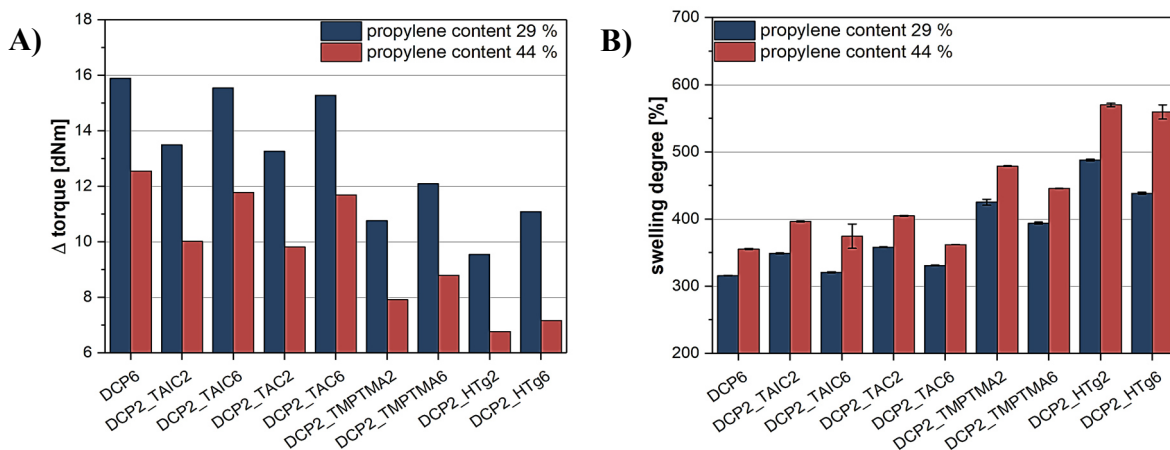 A)
18
16
14
12
10
8
6
Δ torque [dNm]
propylene content 29 %
propylene content 44 %
DCP6
DCP2_TAIC2
DCP2_TAIC6
DCP2_TAC2
DCP2_TAC6
DCP2_TMPTMA2
DCP2_TMPTMA6
DCP2_HTg2
DCP2_HTg6
B)
700
600
500
400
300
200
swelling degree [%]
propylene content 29 %
propylene content 44 %
DCP6
DCP2_TAIC2
DCP2_TAIC6
DCP2_TAC2
DCP2_TAC6
DCP2_TMPTMA2
DCP2_TMPTMA6
DCP2_HTg2
DCP2_HTg6